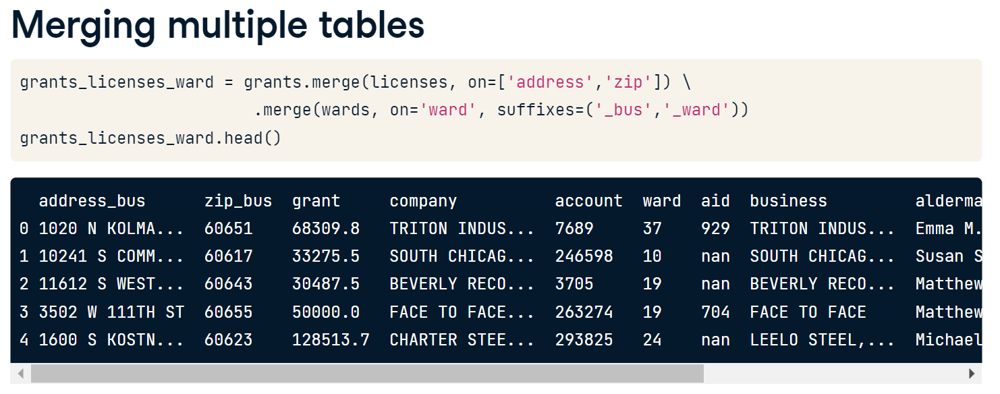 Merging multiple tables
grants_licenses_ward = grants.merge(licenses, on=['address','zip']) \
.merge(wards, on='ward', suffixes=('_bus','_ward'))
grants_licenses_ward.head()
address_bus zip_bus grant company account ward aid business alderma
0 1020 N KOLMA... 60651 68309.8 TRITON INDUS... 7689 37 929 TRITON INDUS... Emma M.
1 10241 S COMM... 60617 33275.5 SOUTH CHICAG... 246598 10 nan SOUTH CHICAG... Susan S
2 11612 S WEST... 60643 30487.5 BEVERLY RECO... 3705 19 nan BEVERLY RECO... Matthew
3 3502 W 111TH ST 60655 50000.0 FACE TO FACE... 263274 19 704 FACE TO FACE Matthew
4 1600 S KOSTN... 60623 128513.7 CHARTER STEE... 293825 24 nan LEELO STEEL,... Michael